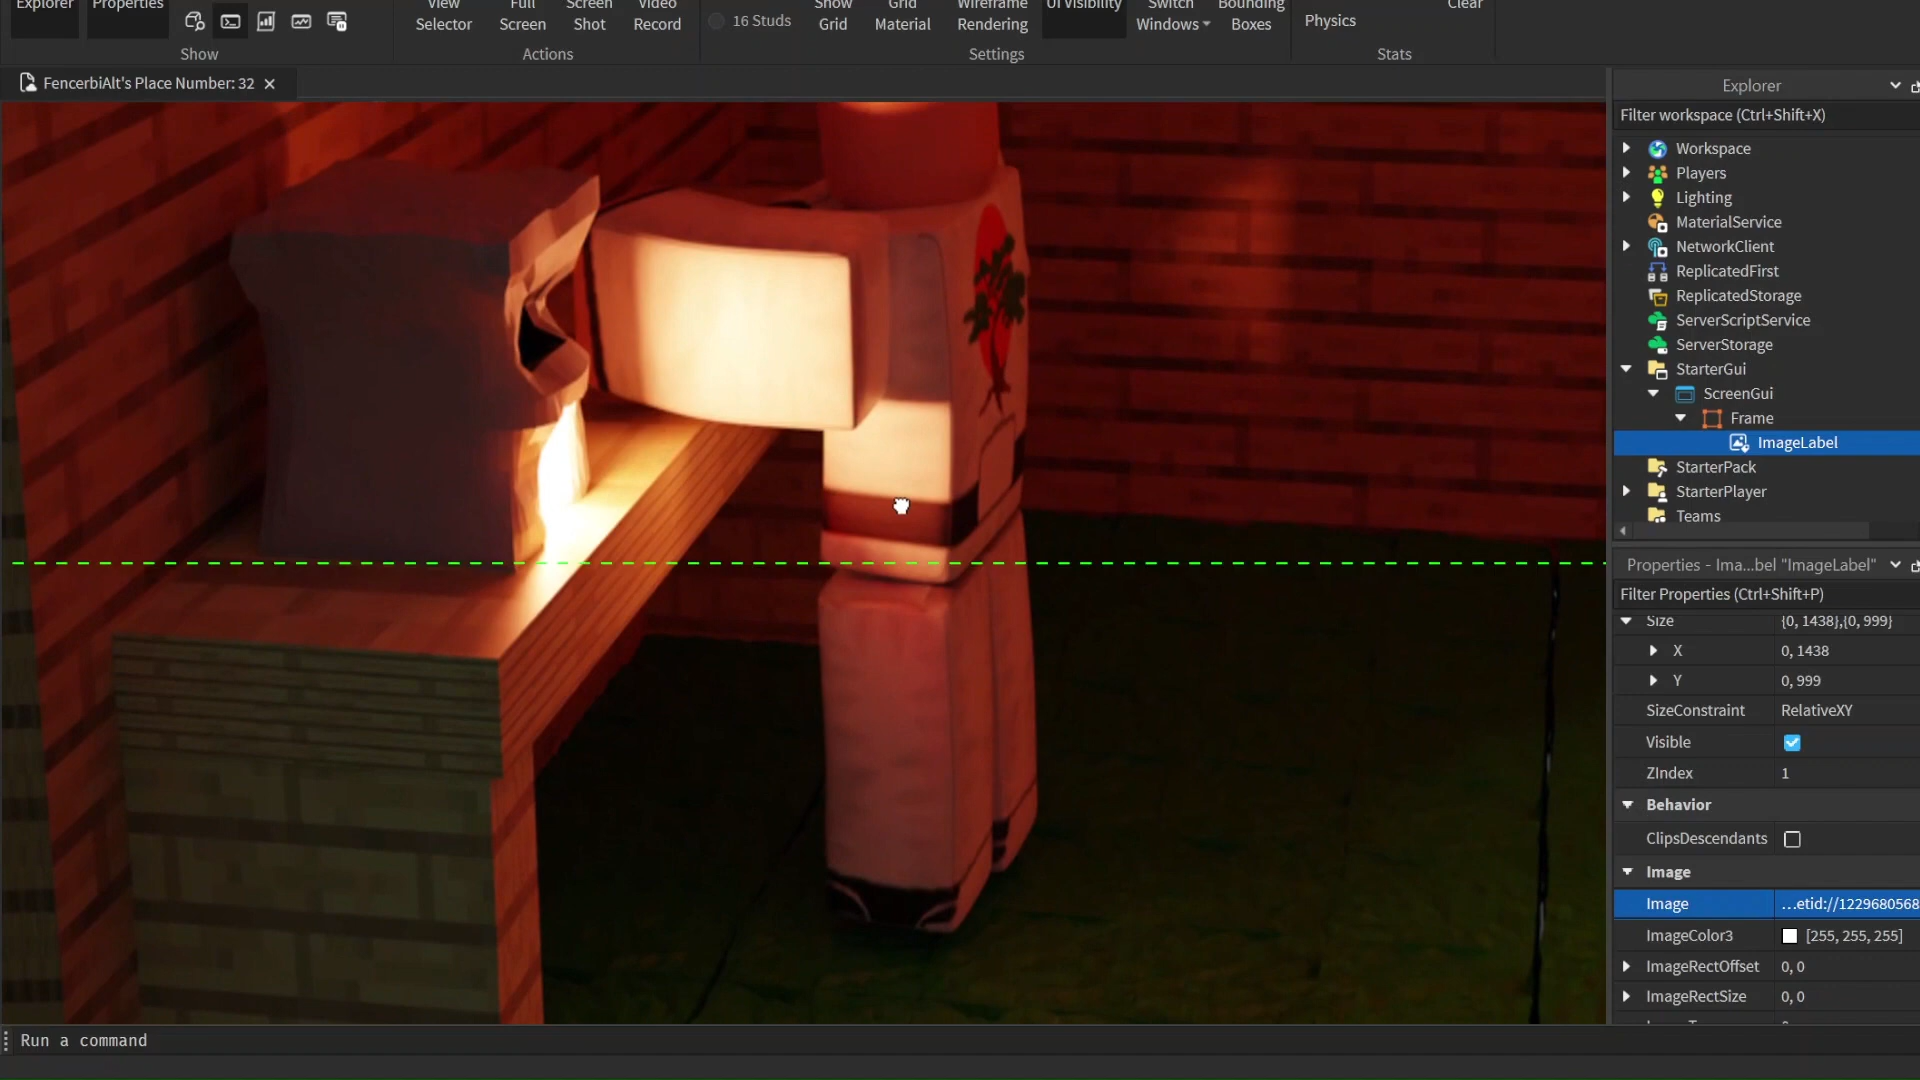 Explorer
Properties
View
Selector
Full
Screen
Screen
Shot
Video
Record
16 Studs
Show
Grid
Grid
Material
Wireframe
Rendering
UI Visibility
Switch
Windows
Bounding
Boxes
Physics
Clear
Show
Actions
Settings
Stats
FencerbiAlt's Place Number: 32
Explorer
Filter workspace (Ctrl+Shift+X)
Workspace
Players
Lighting
MaterialService
NetworkClient
ReplicatedFirst
ReplicatedStorage
ServerScriptService
ServerStorage
StarterGui
ScreenGui
Frame
ImageLabel
StarterPack
StarterPlayer
Teams
Properties - Ima...bel "ImageLabel"
Filter Properties (Ctrl+Shift+P)
Size {0, 1438},{0, 999}
X 0, 1438
Y 0, 999
SizeConstraint RelativeXY
Visible
ZIndex 1
Behavior
ClipsDescendants
Image
Image ...etid://1229680568
ImageColor3 [255, 255, 255]
ImageRectOffset 0, 0
ImageRectSize 0, 0
Run a command